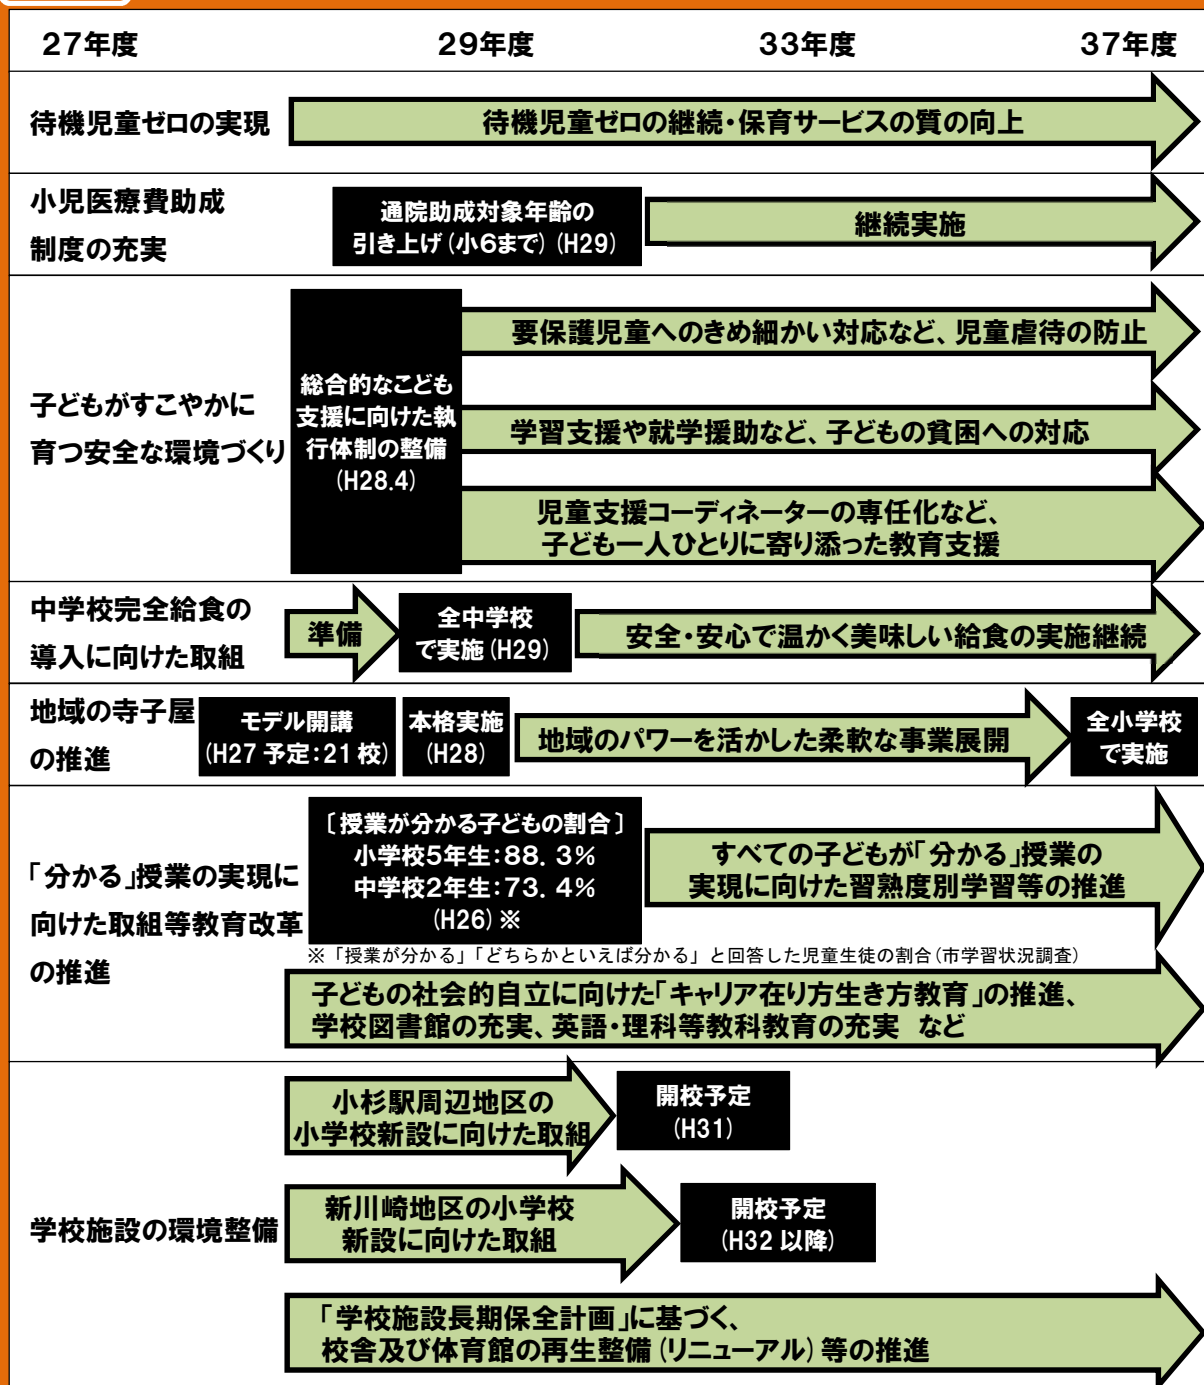 27年度 29年度 33年度 37年度
待機児童ゼロの実現
待機児童ゼロの継続・保育サービスの質の向上
小児医療費助成
制度の充実
通院助成対象年齢の
引き上げ(小6まで)(H29)
継続実施
子どもがすこやかに
育つ安全な環境づくり
総合的なこども
支援に向けた執
行体制の整備
(H28.4)
要保護児童へのきめ細かい対応など、児童虐待の防止
学習支援や就学援助など、子どもの貧困への対応
児童支援コーディネーターの専任化など、
子ども一人ひとりに寄り添った教育支援
中学校完全給食の
導入に向けた取組
準備
全中学校
で実施(H29)
安全・安心で温かく美味しい給食の実施継続
地域の寺子屋
の推進
モデル開講
(H27予定:21校)
本格実施
(H28)
地域のパワーを活かした柔軟な事業展開
全小学校
で実施
「分かる」授業の実現に
向けた取組等教育改革
の推進
〔授業が分かる子どもの割合〕
小学校5年生:88.3%
中学校2年生:73.4%
(H26)※
すべての子どもが「分かる」授業の
実現に向けた習熟度別学習等の推進
※「授業が分かる」「どちらかといえば分かる」と回答した児童生徒の割合(市学習状況調査)
子どもの社会的自立に向けた「キャリア在り方生き方教育」の推進、
学校図書館の充実、英語・理科等教科教育の充実 など
学校施設の環境整備
小杉駅周辺地区の
小学校新設に向けた取組
開校予定
(H31)
新川崎地区の小学校
新設に向けた取組
開校予定
(H32以降)
「学校施設長期保全計画」に基づく、
校舎及び体育館の再生整備(リニューアル)等の推進